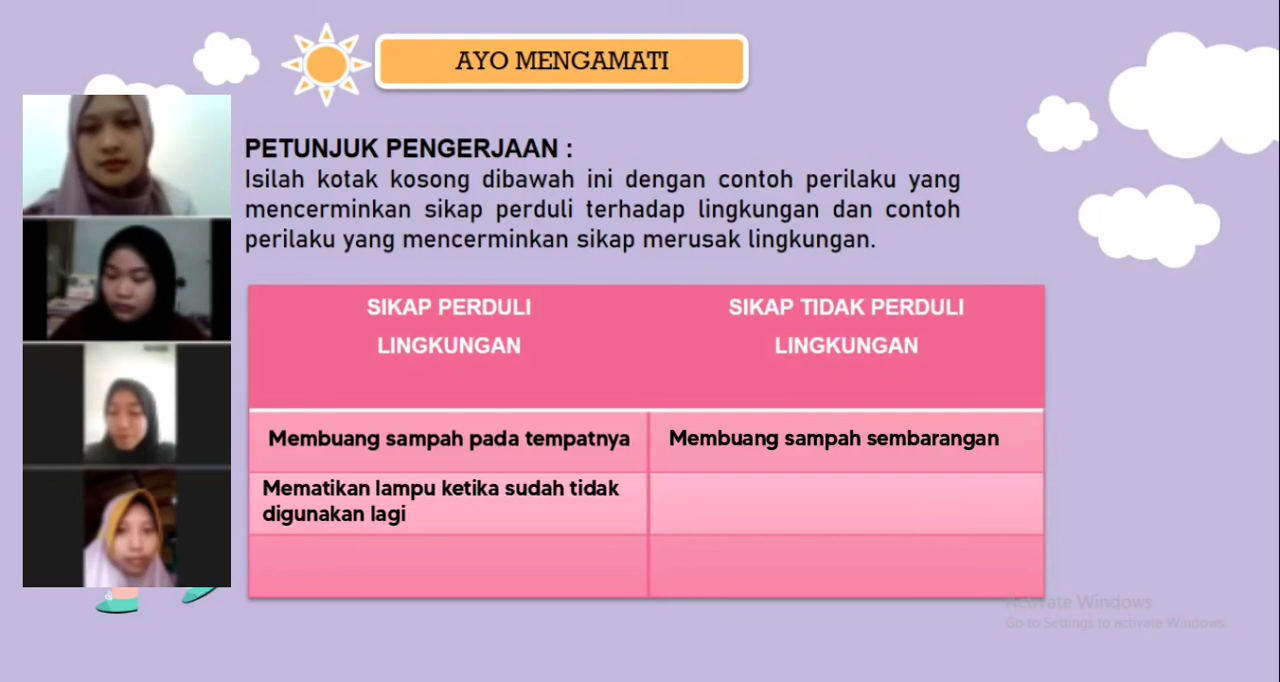 AYO MENGAMATI
PETUNJUK PENGERJAAN :
Isilah kotak kosong dibawah ini dengan contoh perilaku yang
mencerminkan sikap perduli terhadap lingkungan dan contoh
perilaku yang mencerminkan sikap merusak lingkungan.
SIKAP PERDULI
LINGKUNGAN
SIKAP TIDAK PERDULI
LINGKUNGAN
Membuang sampah pada tempatnya
Membuang sampah sembarangan
Mematikan lampu ketika sudah tidak
digunakan lagi
Activate Windows
Go to Settings to activate Windows.